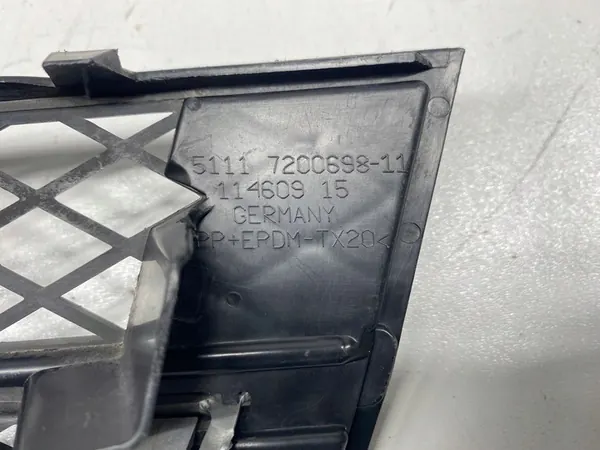 5111 7200698-11
114609 15
GERMANY
PP+EPDM-TX20<